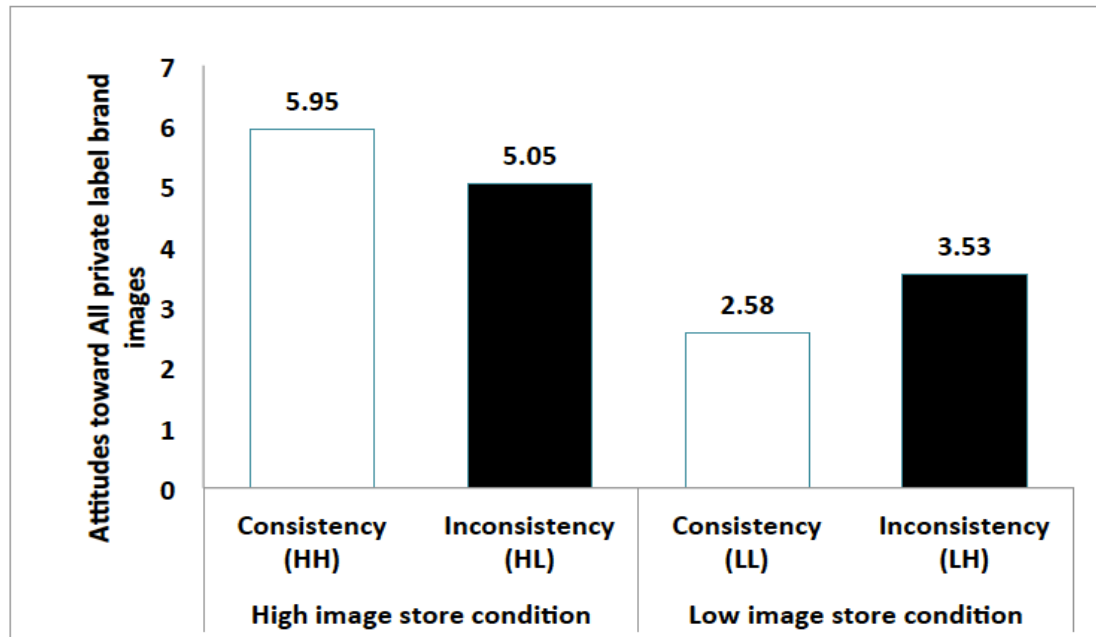 Attitudes toward All private label brand
images
7
6
5
4
3
2
1
0
5.95
5.05
2.58
3.53
Consistency
(HH)
Inconsistency
(HL)
Consistency
(LL)
Inconsistency
(LH)
High image store condition
Low image store condition